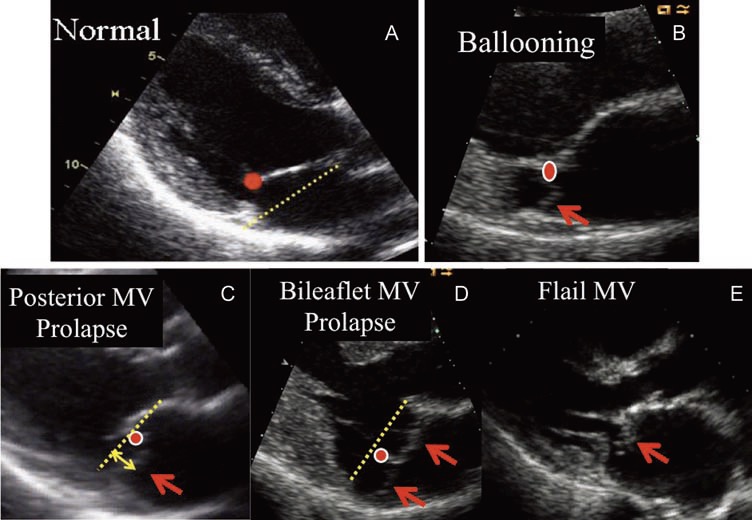 Normal
A
5
10
Ballooning
B
Posterior MV
Prolapse
C
Bileaflet MV
Prolapse
D
Flail MV
E